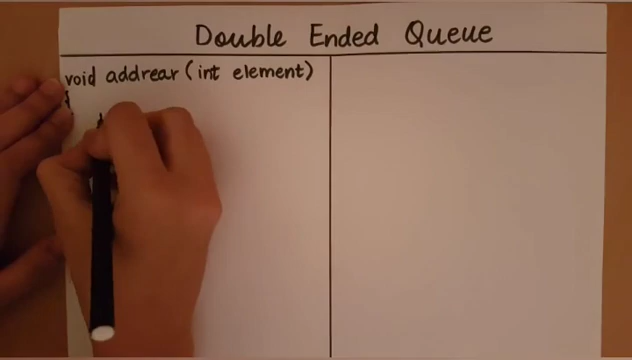 Double Ended Queue
void addrear (int element)
{